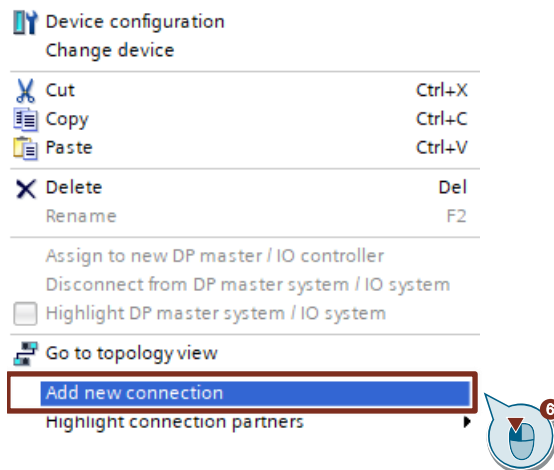 Device configuration
Change device
Cut Ctrl+X
Copy Ctrl+C
Paste Ctrl+V
Delete Del
Rename F2
Assign to new DP master / IO controller
Disconnect from DP master system / IO system
Highlight DP master system / IO system
Go to topology view
Add new connection
Highlight connection partners
6